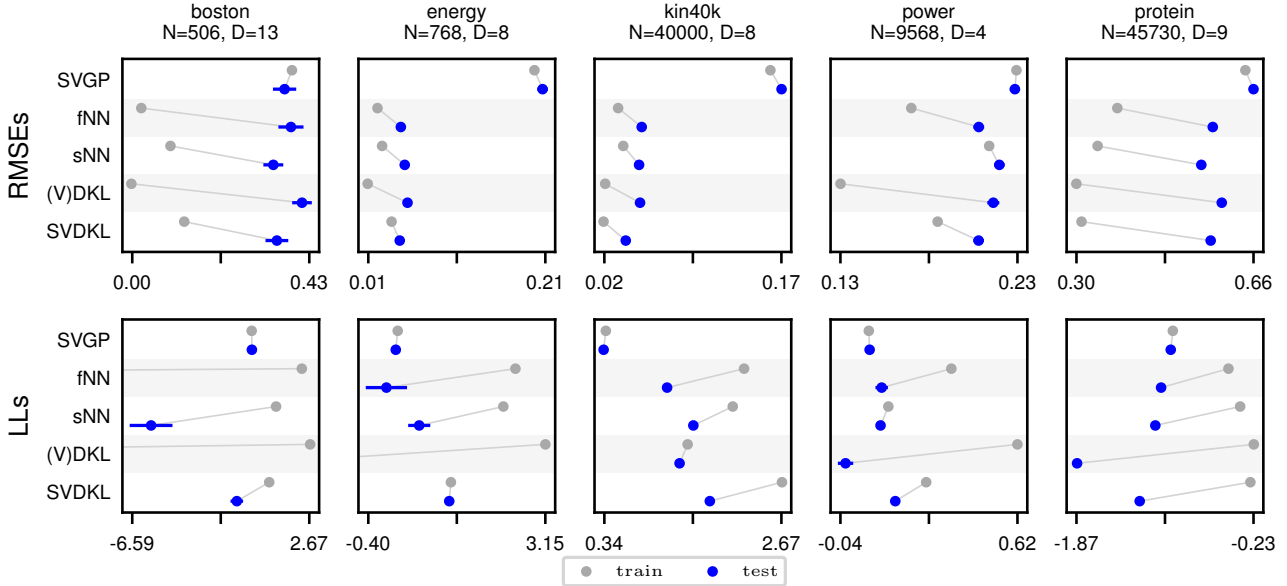 boston
N=506, D=13
energy
N=768, D=8
kin40k
N=40000, D=8
power
N=9568, D=4
protein
N=45730, D=9
RMSEs
SVGP
fNN
sNN
(V)DKL
SVDKL
0.00 0.43
0.01 0.21
0.02 0.17
0.13 0.23
0.30 0.66
LLs
SVGP
fNN
sNN
(V)DKL
SVDKL
-6.59 2.67
-0.40 3.15
0.34 2.67
-0.04 0.62
-1.87 -0.23
train test